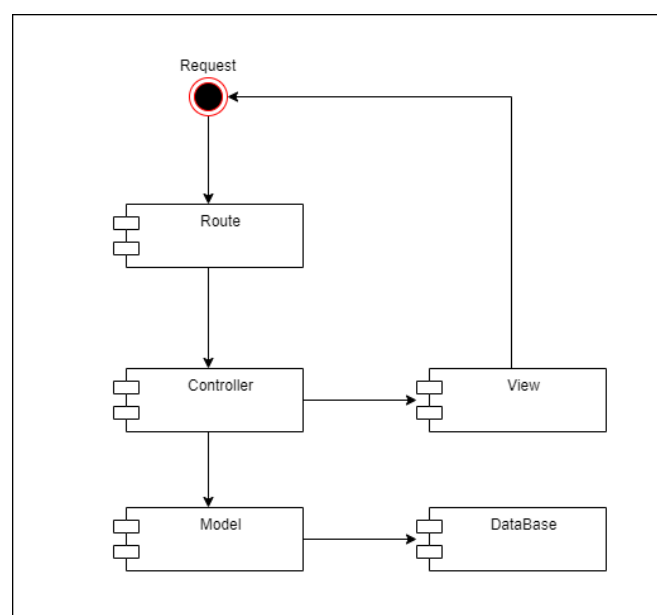 Request
Route
Controller
View
Model
DataBase